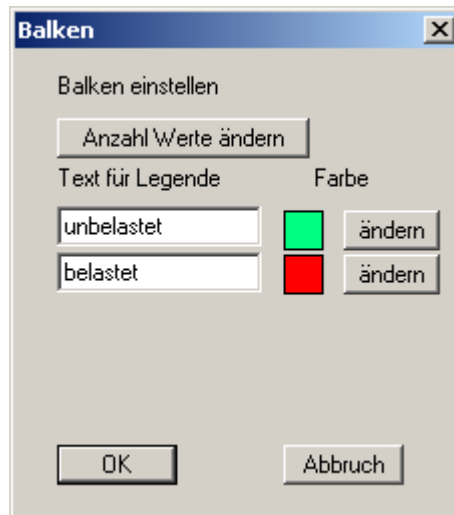 Balken
Balken einstellen
Anzahl Werte ändern
Text für Legende Farbe
unbelastet ändern
belastet ändern
OK Abbruch